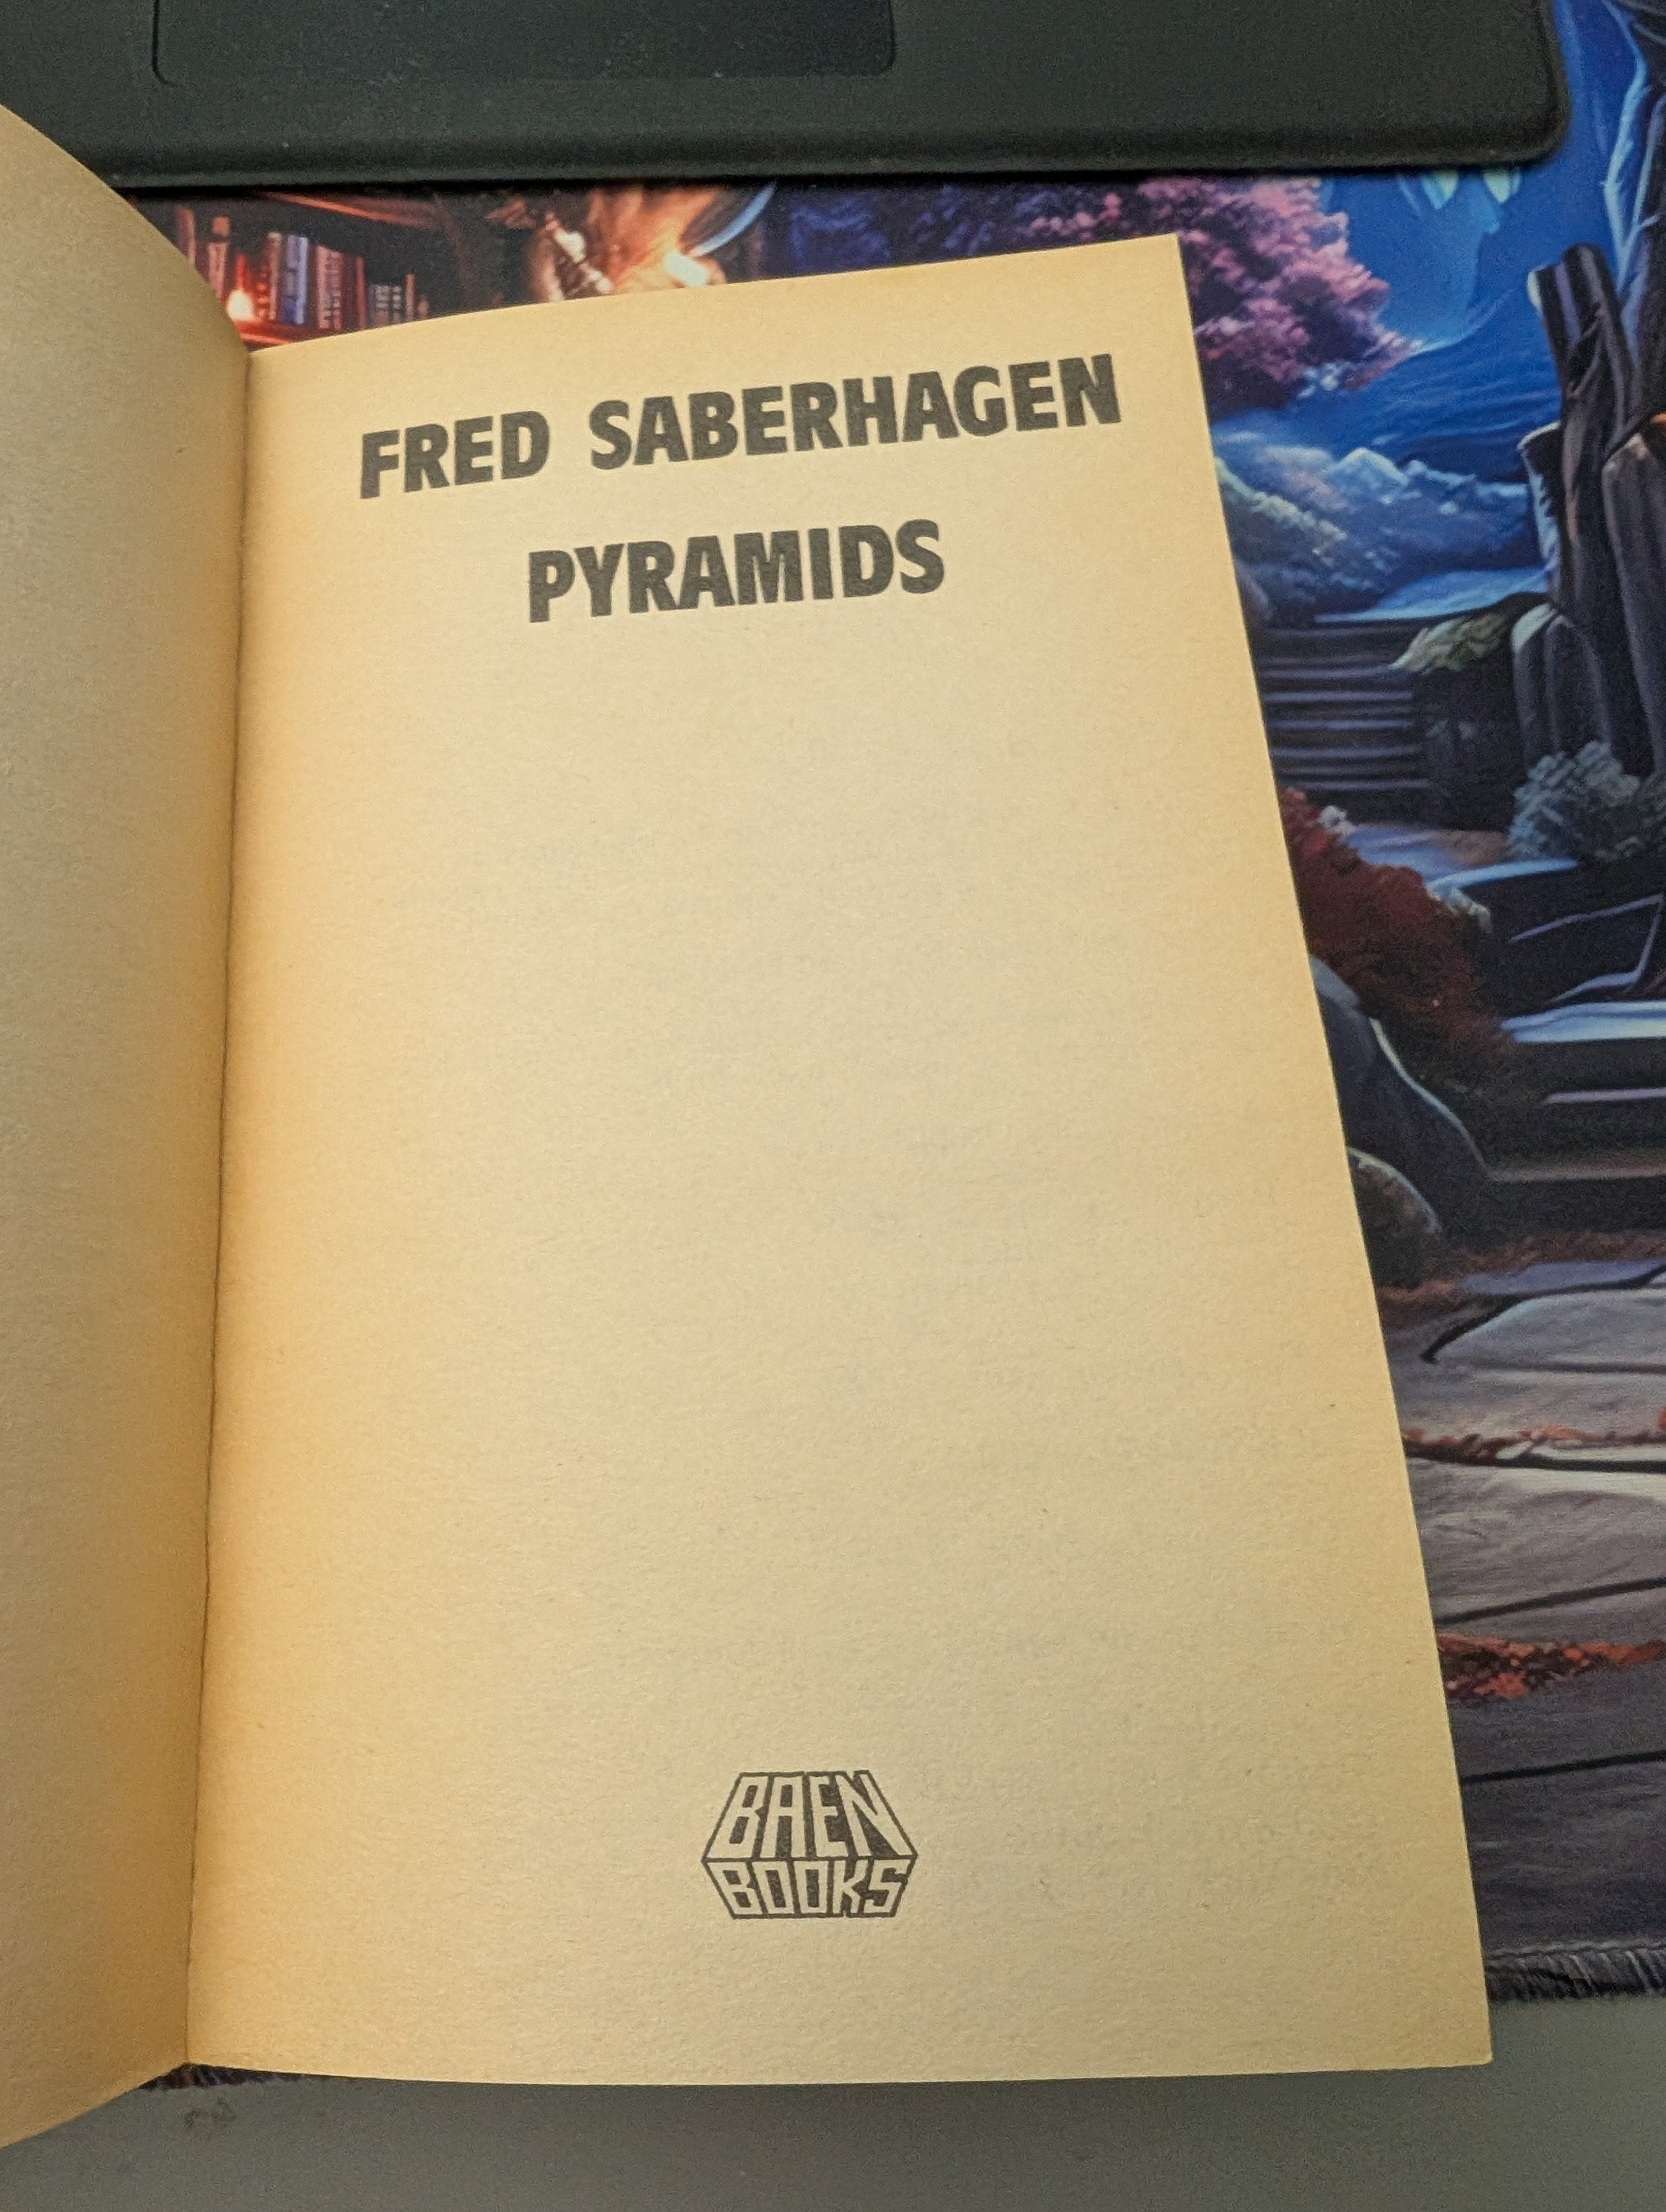 FRED SABERHAGEN
PYRAMIDS
BAEN
BOOKS